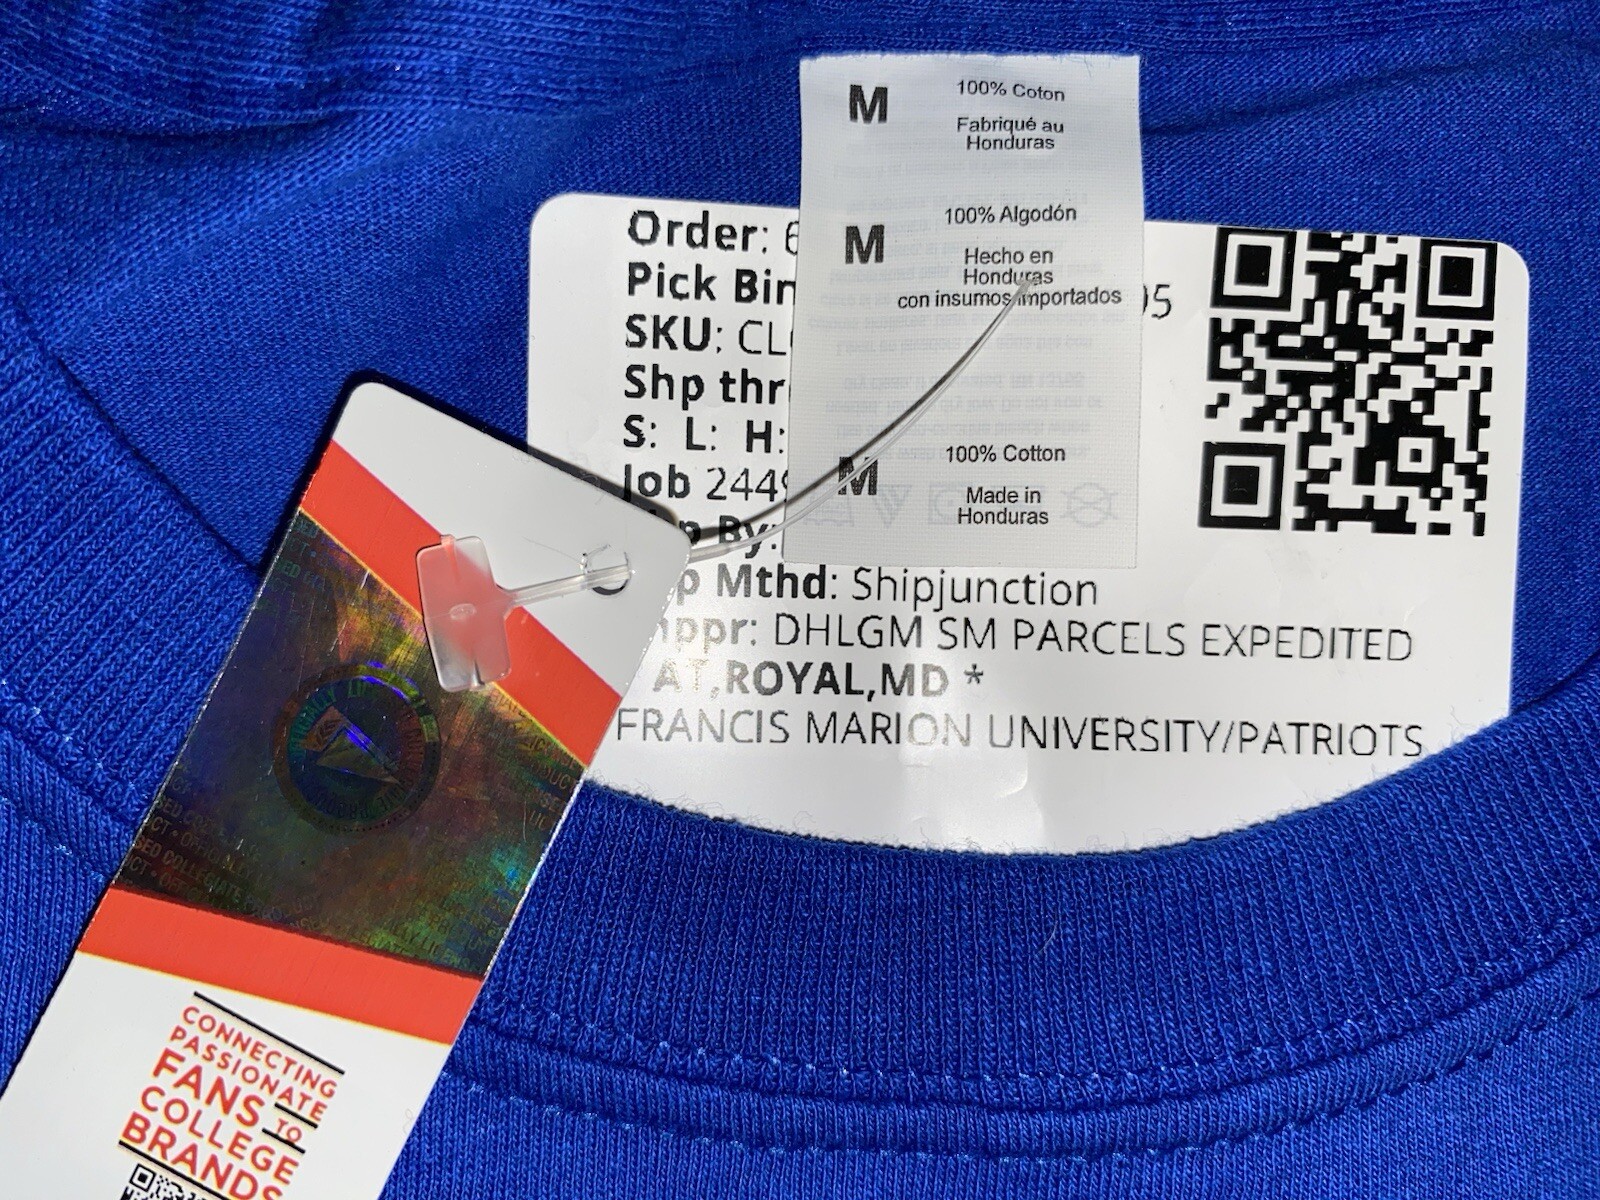 M
100% Coton
Fabriqué au
Honduras
M
100% Algodón
Hecho en
Honduras
con insumos importados
M
100% Cotton
Made in
Honduras
Order: 6
Pick Bin
SKU: CL
Shp thr
S: L: H:
Job 244
By:
Mthd: Shipjunction
DHLGM SM PARCELS EXPEDITED
AT,ROYAL,MD *
FRANCIS MARION UNIVERSITY/PATRIOTS
CONNECTING
PASSIONATE
FANS TO
COLLEGE
BRANDS